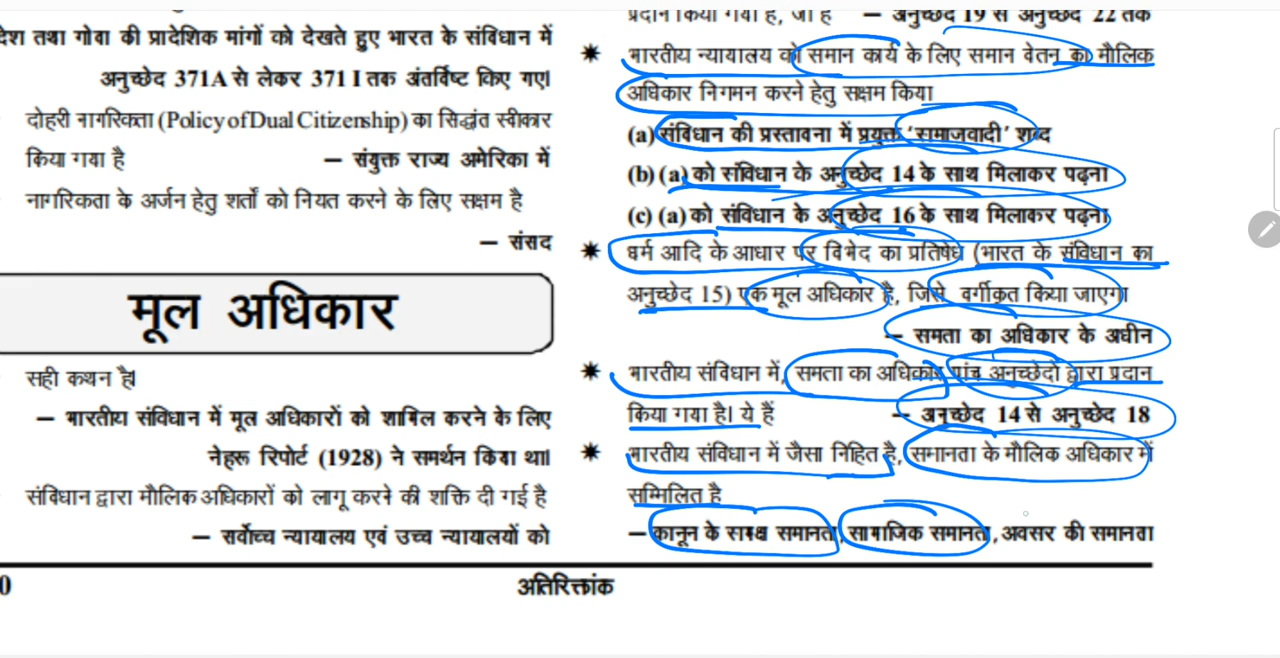 देश तथा गोवा की प्रादेशिक मांगों को देखते हुए भारत के संविधान में
अनुच्छेद 371A से लेकर 371 I तक अंतर्विष्ट किए गए।
दोहरी नागरिकता (Policy of Dual Citizenship) का सिद्धांत स्वीकार
किया गया है – संयुक्त राज्य अमेरिका में
नागरिकता के अर्जन हेतु शर्तों को नियत करने के लिए सक्षम है
– संसद
मूल अधिकार
सही कथन है।
– भारतीय संविधान में मूल अधिकारों को शामिल करने के लिए
नेहरू रिपोर्ट (1928) ने समर्थन किया था।
संविधान द्वारा मौलिक अधिकारों को लागू करने की शक्ति दी गई है
– सर्वोच्च न्यायालय एवं उच्च न्यायालयों को
प्रदान किया गया है, जो हैं – अनुच्छेद 19 से अनुच्छेद 22 तक
* भारतीय न्यायालय को समान कार्य के लिए समान वेतन का मौलिक
अधिकार निगमन करने हेतु सक्षम किया
(a) संविधान की प्रस्तावना में प्रयुक्त ‘समाजवादी’ शब्द
(b) (a) को संविधान के अनुच्छेद 14 के साथ मिलाकर पढ़ना
(c) (a) को संविधान के अनुच्छेद 16 के साथ मिलाकर पढ़ना
* धर्म आदि के आधार पर विभेद का प्रतिषेध (भारत के संविधान का
अनुच्छेद 15) एक मूल अधिकार है, जिसे वर्गीकृत किया जाएगा
– समता का अधिकार के अधीन
* भारतीय संविधान में, समता का अधिकार पांच अनुच्छेदों द्वारा प्रदान
किया गया है। ये हैं – अनुच्छेद 14 से अनुच्छेद 18
* भारतीय संविधान में जैसा निहित है, समानता के मौलिक अधिकार में
सम्मिलित है
– कानून के समक्ष समानता, सामाजिक समानता, अवसर की समानता
0 अतिरिक्तांक